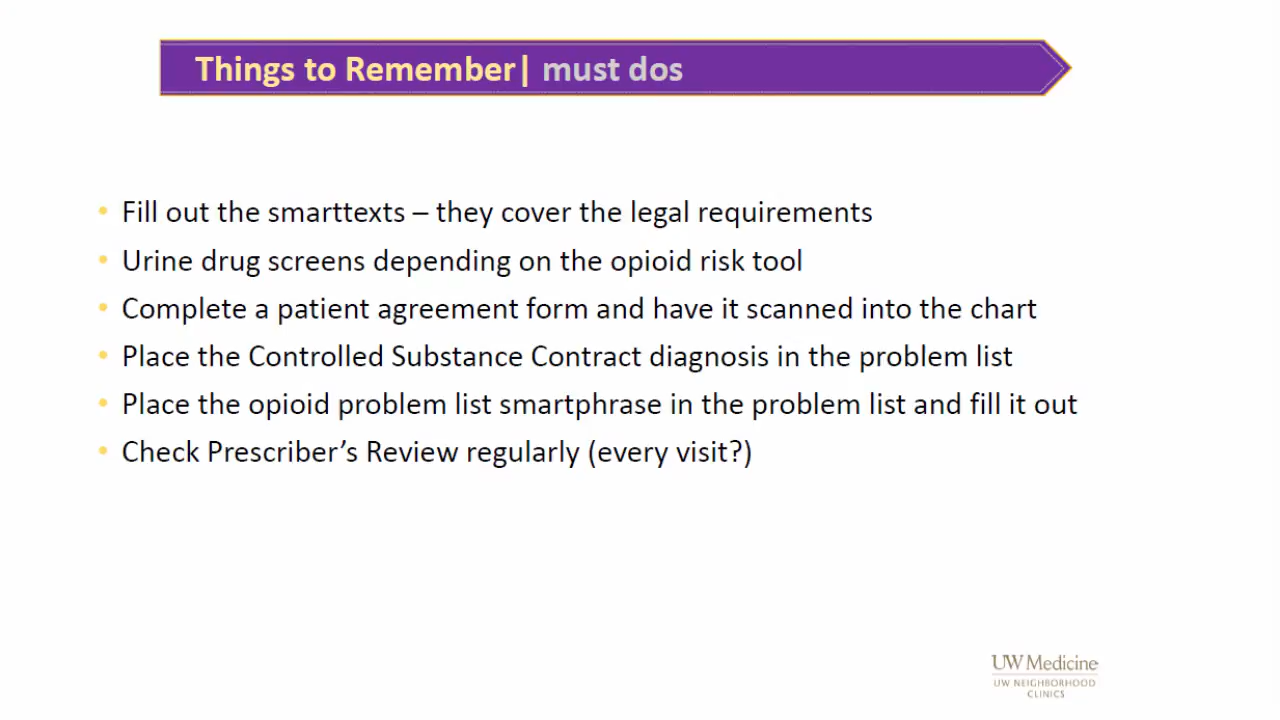 Things to Remember| must dos
• Fill out the smarttexts – they cover the legal requirements
• Urine drug screens depending on the opioid risk tool
• Complete a patient agreement form and have it scanned into the chart
• Place the Controlled Substance Contract diagnosis in the problem list
• Place the opioid problem list smartphrase in the problem list and fill it out
• Check Prescriber’s Review regularly (every visit?)
UW Medicine
UW NEIGHBORHOOD
CLINICS